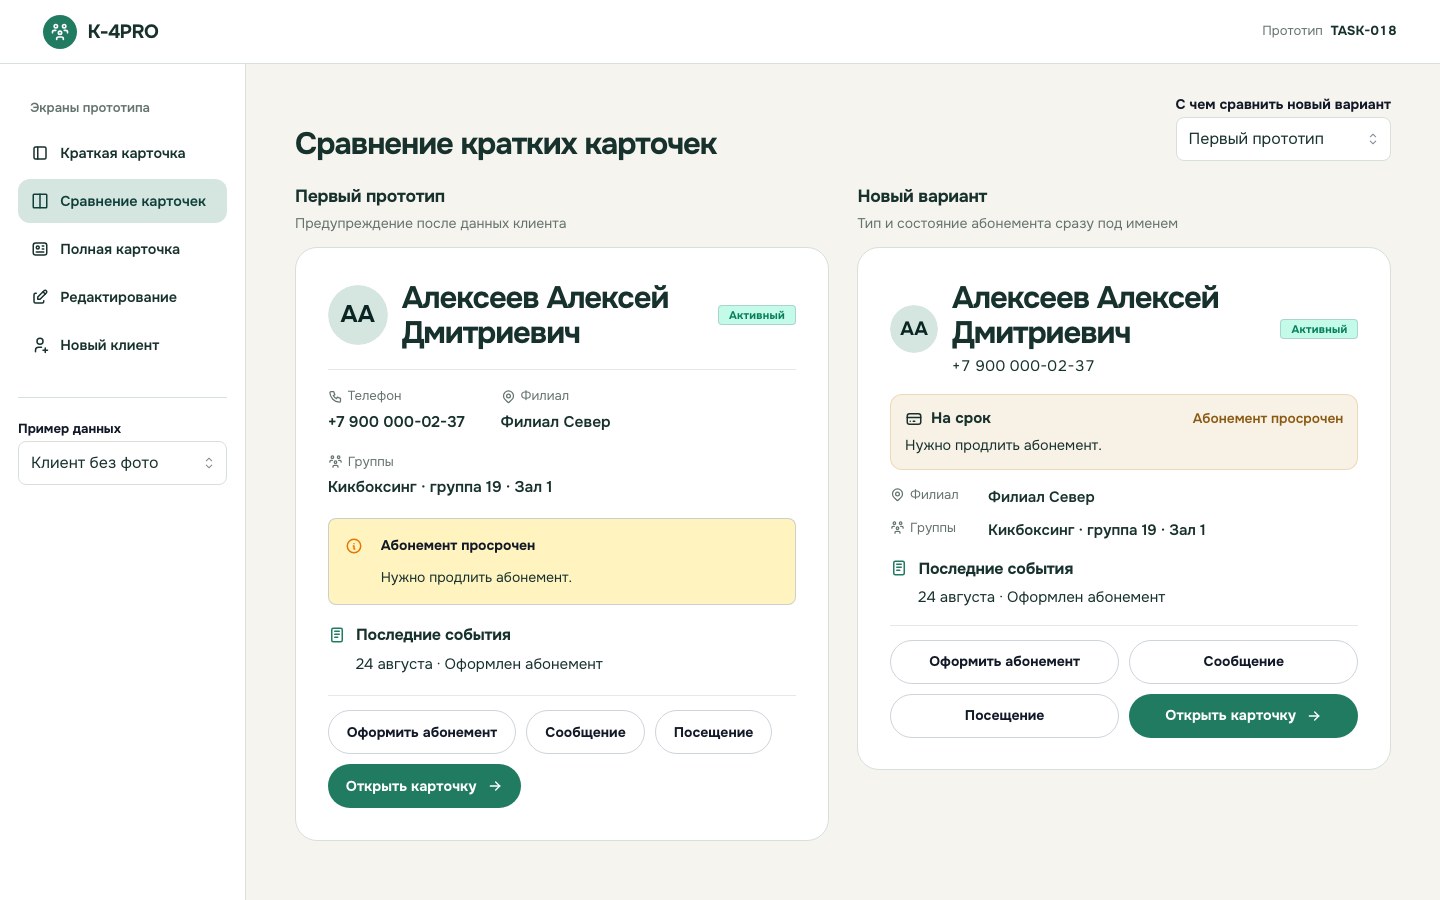 K-4PRO
Прототип TASK-018
Экраны прототипа
Краткая карточка
Сравнение карточек
Полная карточка
Редактирование
Новый клиент
Пример данных
Клиент без фото
Сравнение кратких карточек
С чем сравнить новый вариант
Первый прототип
Первый прототип
Предупреждение после данных клиента
АА
Алексеев Алексей
Дмитриевич
Активный
Телефон
+7 900 000-02-37
Филиал
Филиал Север
Группы
Кикбоксинг · группа 19 · Зал 1
Абонемент просрочен
Нужно продлить абонемент.
Последние события
24 августа · Оформлен абонемент
Оформить абонемент
Сообщение
Посещение
Открыть карточку →
Новый вариант
Тип и состояние абонемента сразу под именем
АА
Алексеев Алексей
Дмитриевич
+7 900 000-02-37
Активный
На срок
Абонемент просрочен
Нужно продлить абонемент.
Филиал
Филиал Север
Группы
Кикбоксинг · группа 19 · Зал 1
Последние события
24 августа · Оформлен абонемент
Оформить абонемент
Сообщение
Посещение
Открыть карточку →